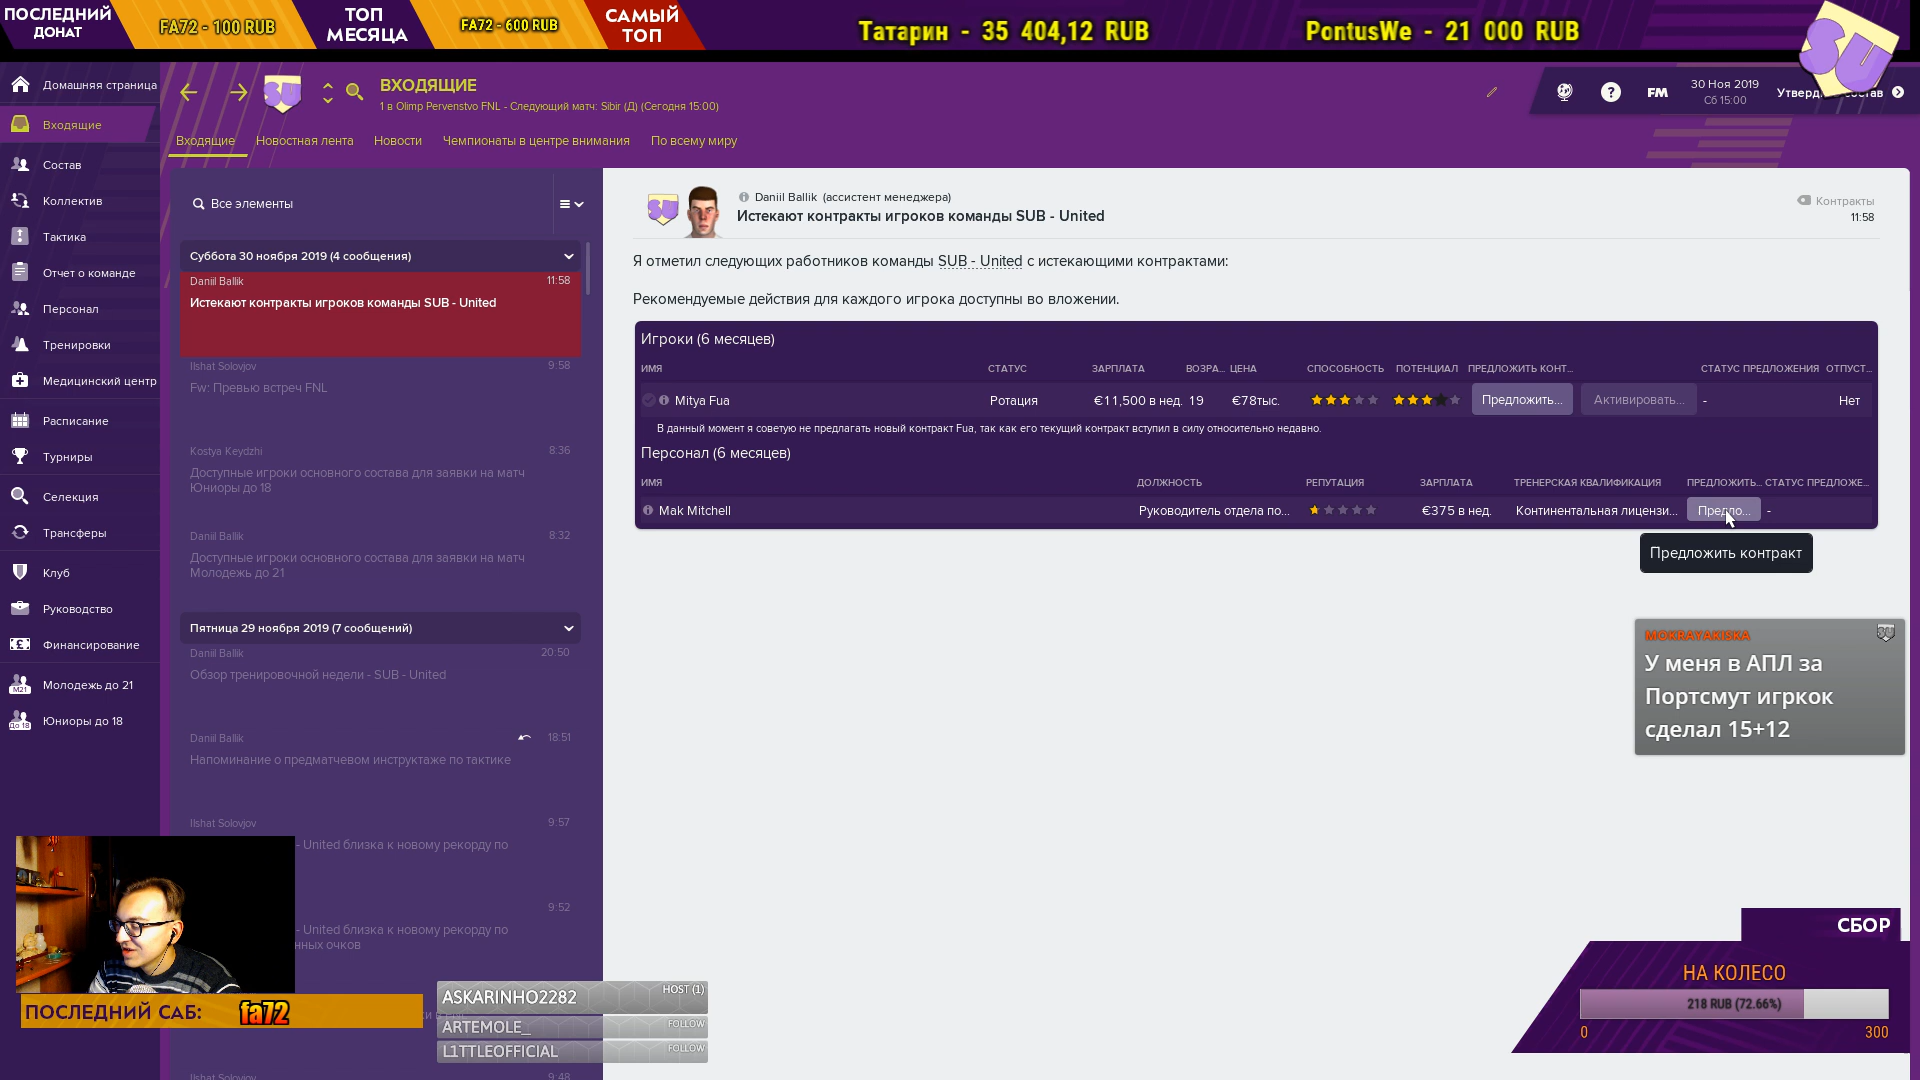 ПОСЛЕДНИЙ
ДОНАТ
FA72 - 100 RUB
ТОП
МЕСЯЦА
FA72 - 600 RUB
САМЫЙ
ТОП
Татарин - 35 404,12 RUB
PontusWe - 21 000 RUB
SU
Домашняя страница
Входящие
Состав
Коллектив
Тактика
Отчет о команде
Персонал
Тренировки
Медицинский центр
Расписание
Турниры
Селекция
Трансферы
Клуб
Руководство
Финансирование
Молодежь до 21
Юниоры до 18
ВХОДЯЩИЕ
1 в Olimp Pervenstvo FNL - Следующий матч: Sibir (Д) (Сегодня 15:00)
FM
30 Ноя 2019
Сб 15:00
Входящие
Новостная лента
Новости
Чемпионаты в центре внимания
По всему миру
Все элементы
Суббота 30 ноября 2019 (4 сообщения)
Daniil Ballik 11:58
Истекают контракты игроков команды SUB - United
Ilshat Solovjov 9:58
Fw: Превью встреч FNL
Kostya Keydzhi 8:36
Доступные игроки основного состава для заявки на матч
Юниоры до 18
Daniil Ballik 8:32
Доступные игроки основного состава для заявки на матч
Молодежь до 21
Пятница 29 ноября 2019 (7 сообщений)
Daniil Ballik 20:50
Обзор тренировочной недели - SUB - United
Daniil Ballik 18:51
Напоминание о предматчевом инструктаже по тактике
Ilshat Solovjov 9:57
- United близка к новому рекорду по
9:52
- United близка к новому рекорду по
нных очков
Ilshat Solovjov 9:48
Daniil Ballik (ассистент менеджера)
Истекают контракты игроков команды SUB - United
Контракты
11:58
Я отметил следующих работников команды SUB - United с истекающими контрактами:
Рекомендуемые действия для каждого игрока доступны во вложении.
Игроки (6 месяцев)
ИМЯ СТАТУС ЗАРПЛАТА ВОЗРА... ЦЕНА СПОСОБНОСТЬ ПОТЕНЦИАЛ ПРЕДЛОЖИТЬ КОНТ... СТАТУС ПРЕДЛОЖЕНИЯ ОТПУСТ...
Mitya Fua Ротация €11,500 в нед. 19 €78тыс. Предложить... Активировать... - Нет
В данный момент я советую не предлагать новый контракт Fua, так как его текущий контракт вступил в силу относительно недавно.
Персонал (6 месяцев)
ИМЯ ДОЛЖНОСТЬ РЕПУТАЦИЯ ЗАРПЛАТА ТРЕНЕРСКАЯ КВАЛИФИКАЦИЯ ПРЕДЛОЖИТЬ... СТАТУС ПРЕДЛОЖЕ...
Mak Mitchell Руководитель отдела по... €375 в нед. Континентальная лицензи... Предло... -
Предложить контракт
MOKRAYAKISKA
У меня в АПЛ за
Портсмут игркок
сделал 15+12
ПОСЛЕДНИЙ САБ: fa72
ASKARINHO2282 HOST (1)
ARTEMOLE_ FOLLOW
L1TTLEOFFICIAL FOLLOW
СБОР
НА КОЛЕСО
218 RUB (72.66%)
0 300